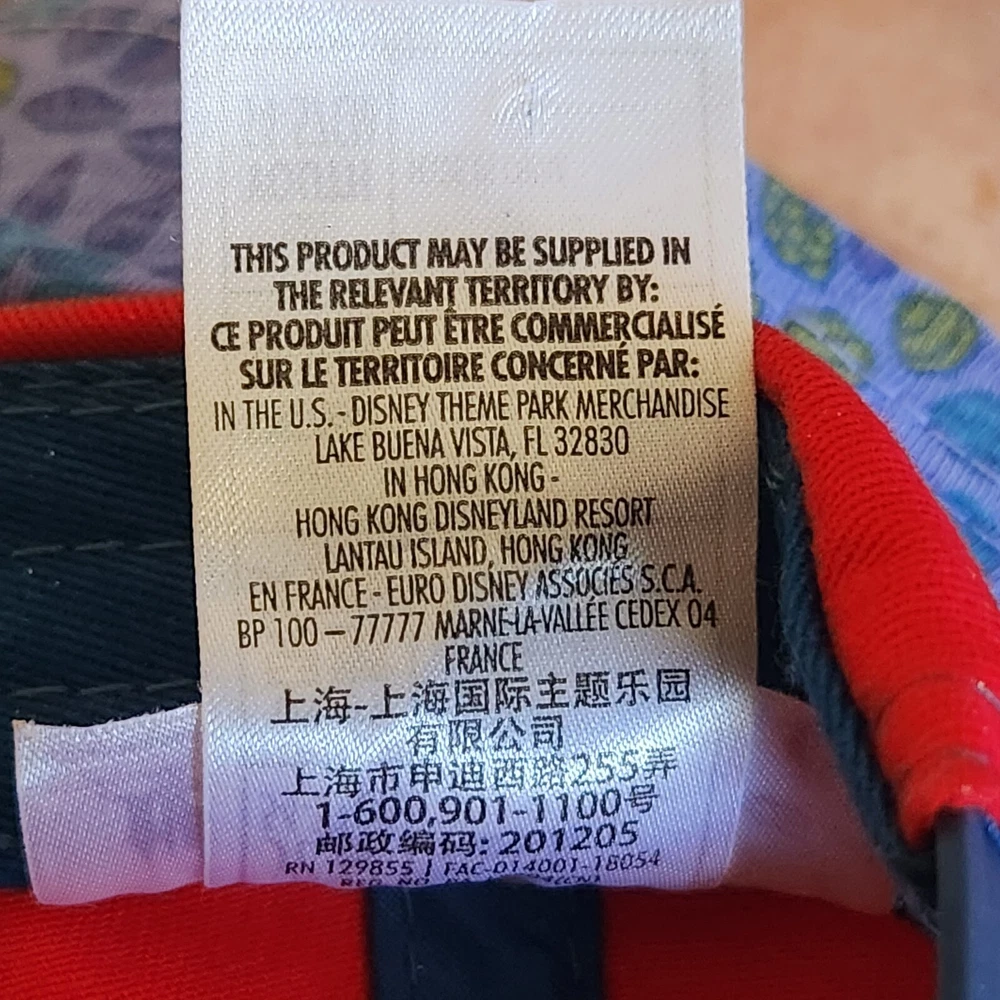 THIS PRODUCT MAY BE SUPPLIED IN
THE RELEVANT TERRITORY BY:
CE PRODUIT PEUT ÊTRE COMMERCIALISÉ
SUR LE TERRITOIRE CONCERNÉ PAR:
IN THE U.S. - DISNEY THEME PARK MERCHANDISE
LAKE BUENA VISTA, FL 32830
IN HONG KONG -
HONG KONG DISNEYLAND RESORT
LANTAU ISLAND, HONG KONG
EN FRANCE - EURO DISNEY ASSOCIÉS S.C.A.
BP 100 – 77777 MARNE-LA-VALLÉE CEDEX 04
FRANCE
上海-上海国际主题乐园
有限公司
上海市申迪西路255弄
1-600,901-1100号
邮政编码: 201205
RN 129855 | FAC-014001-18054
REG. NO.